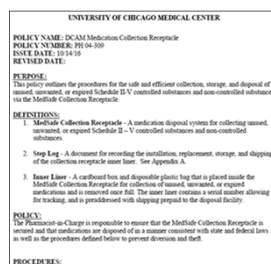 UNIVERSITY OF CHICAGO MEDICAL CENTER
POLICY NAME: DCAM Medication Collection Receptacle
POLICY NUMBER: PH 04-309
ISSUE DATE: 10/14/16
REVISED DATE:
PURPOSE:
This policy outlines the procedures for the safe and efficient collection, storage, and disposal of
unused, unwanted, or expired Schedule II-V controlled substances and non-controlled substances
via the MedSafe Collection Receptacle.
DEFINITIONS:
1. MedSafe Collection Receptacle - A medication disposal system for collecting unused,
unwanted, or expired Schedule II – V controlled substances and non-controlled
substances.
2. Step Log - A document for recording the installation, replacement, storage, and shipping
of the collection receptacle inner liner. See Appendix A.
3. Inner Liner - A cardboard box and disposable plastic bag that is placed inside the
MedSafe Collection Receptacle for collection of unused, unwanted, or expired
medications and is removed once full. The inner liner contains a serial number allowing
for tracking, and is preaddressed with shipping prepaid to the disposal facility.
POLICY:
The Pharmacist-in-Charge is responsible to ensure that the MedSafe Collection Receptacle is
secured and that medications are disposed of in a manner consistent with state and federal laws
as well as the procedures defined below to prevent diversion and theft.
PROCEDURES: